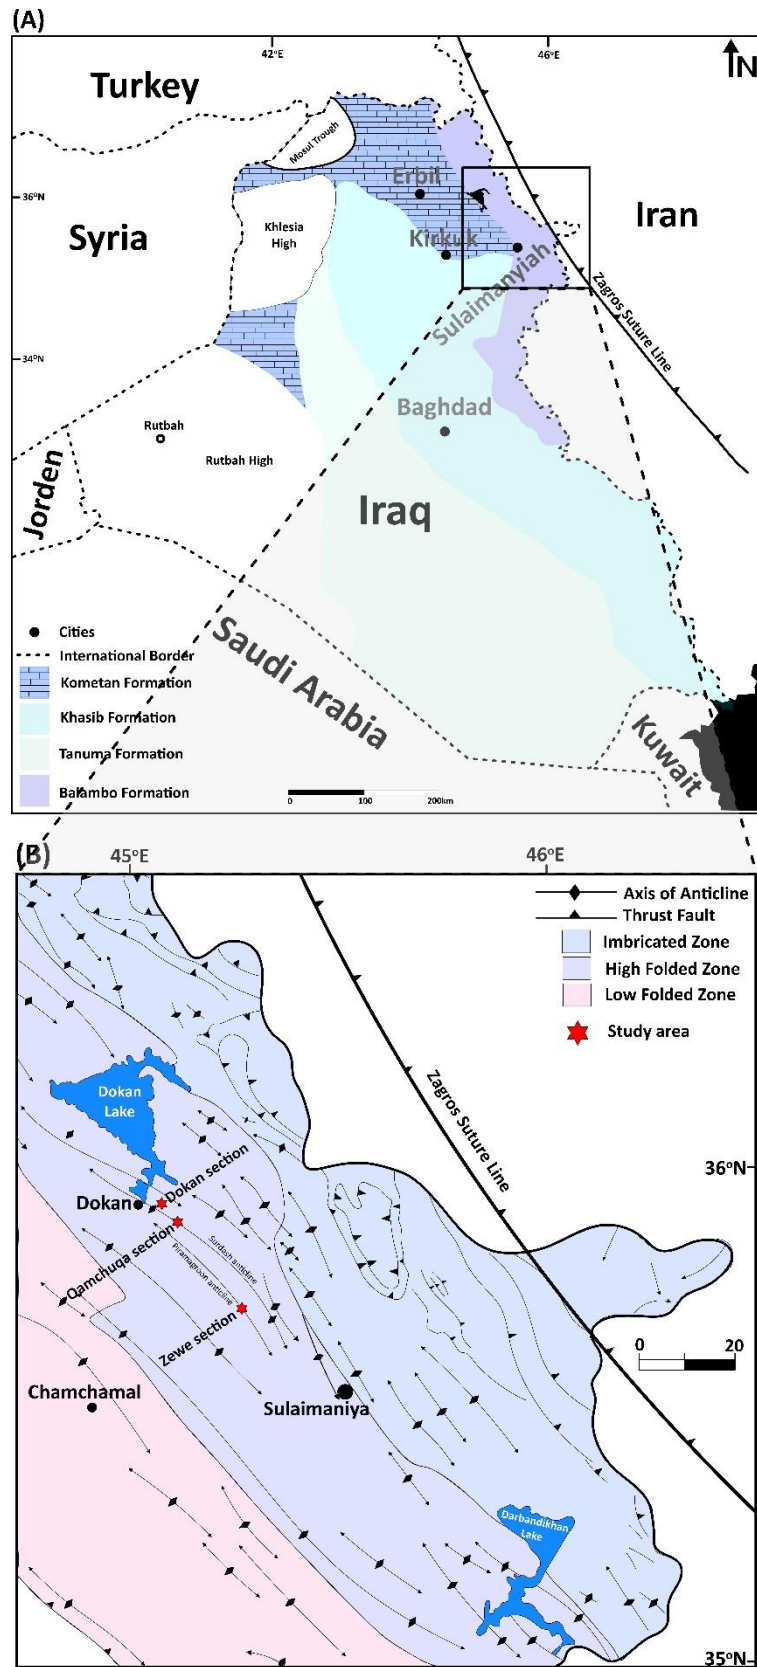 (A)
42°E
46°E
N
Turkey
Mosul Trough
Erbil
36°N
Iran
Syria
Khlesia
High
Kirkuk
Sulaimanyiah
Zagros Suture Line
34°N
Baghdad
Rutbah
Rutbah High
Jorden
Iraq
Saudi Arabia
Kuwait
Cities
International Border
Kometan Formation
Khasib Formation
Tanuma Formation
Balambo Formation
0 100 200km
(B)
45°E
46°E
Axis of Anticline
Thrust Fault
Imbricated Zone
High Folded Zone
Low Folded Zone
Study area
Dokan
Lake
Zagros Suture Line
36°N
Dokan section
Dokan
Qamchuqa section
Surdash anticline
Piramagroon anticline
Zewe section
0 20
Chamchamal
Sulaimaniya
Darbandikhan
Lake
35°N